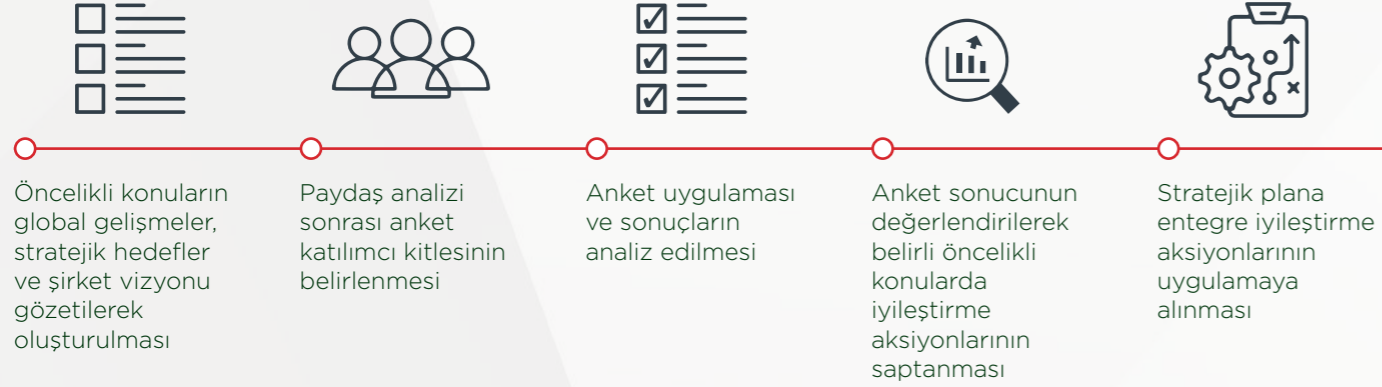 Öncelikli konuların
global gelişmeler,
stratejik hedefler
ve şirket vizyonu
gözetilerek
oluşturulması
Paydaş analizi
sonrası anket
katılımcı kitlesinin
belirlenmesi
Anket uygulaması
ve sonuçların
analiz edilmesi
Anket sonucunun
değerlendirilerek
belirli öncelikli
konularda
iyileştirme
aksiyonlarının
saptanması
Stratejik plana
entegre iyileştirme
aksiyonlarının
uygulamaya
alınması